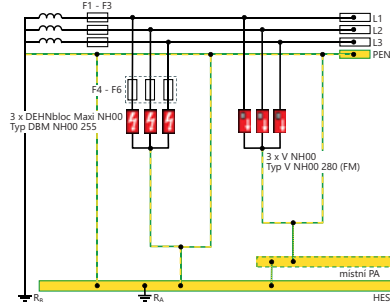 F1 - F3
L1
L2
L3
PEN
F4 - F6
3 x DEHNbloc Maxi NH00
Typ DBM NH00 255
3 x V NH00
Typ V NH00 280 (FM)
místní PA
HES
RB
RA